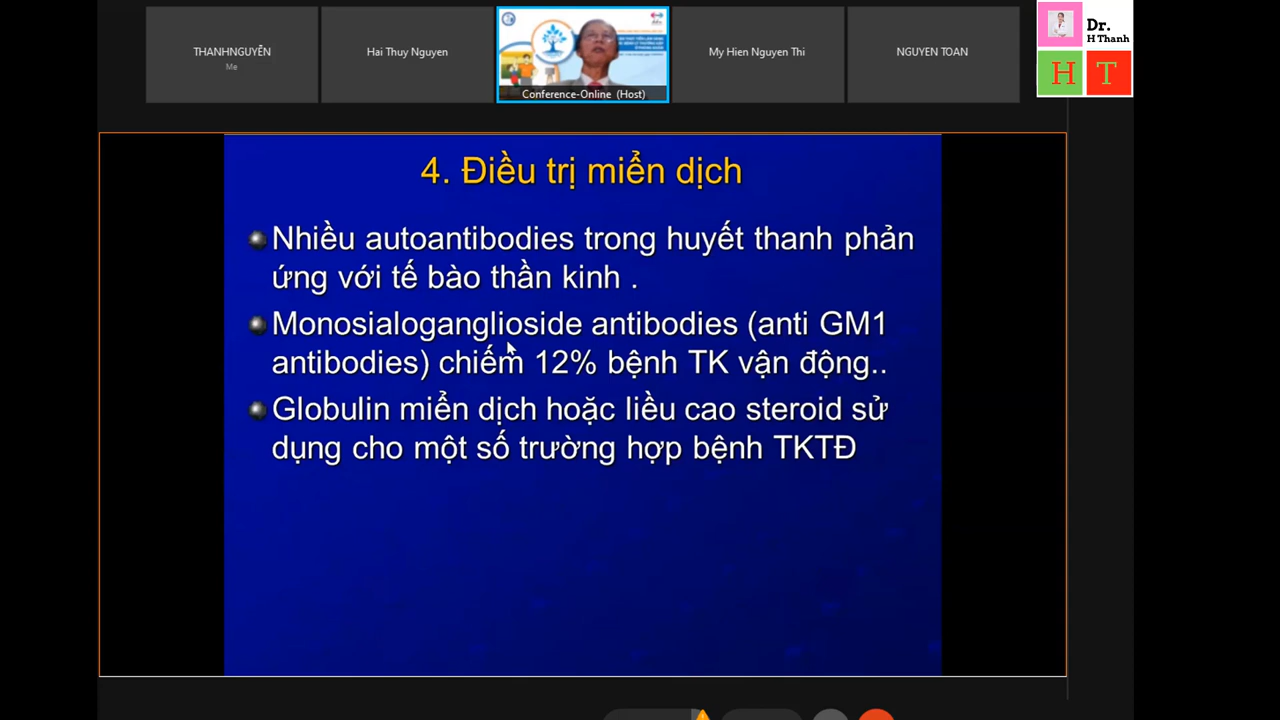 THANHNGUYỄN
Me
Hai Thuy Nguyen
Conference-Online (Host)
My Hien Nguyen Thi
NGUYEN TOAN
Dr.
H Thanh
H T
4. Điều trị miển dịch
Nhiều autoantibodies trong huyết thanh phản
ứng với tế bào thần kinh .
Monosialoganglioside antibodies (anti GM1
antibodies) chiếm 12% bệnh TK vận động..
Globulin miển dịch hoặc liều cao steroid sử
dụng cho một số trường hợp bệnh TKTĐ